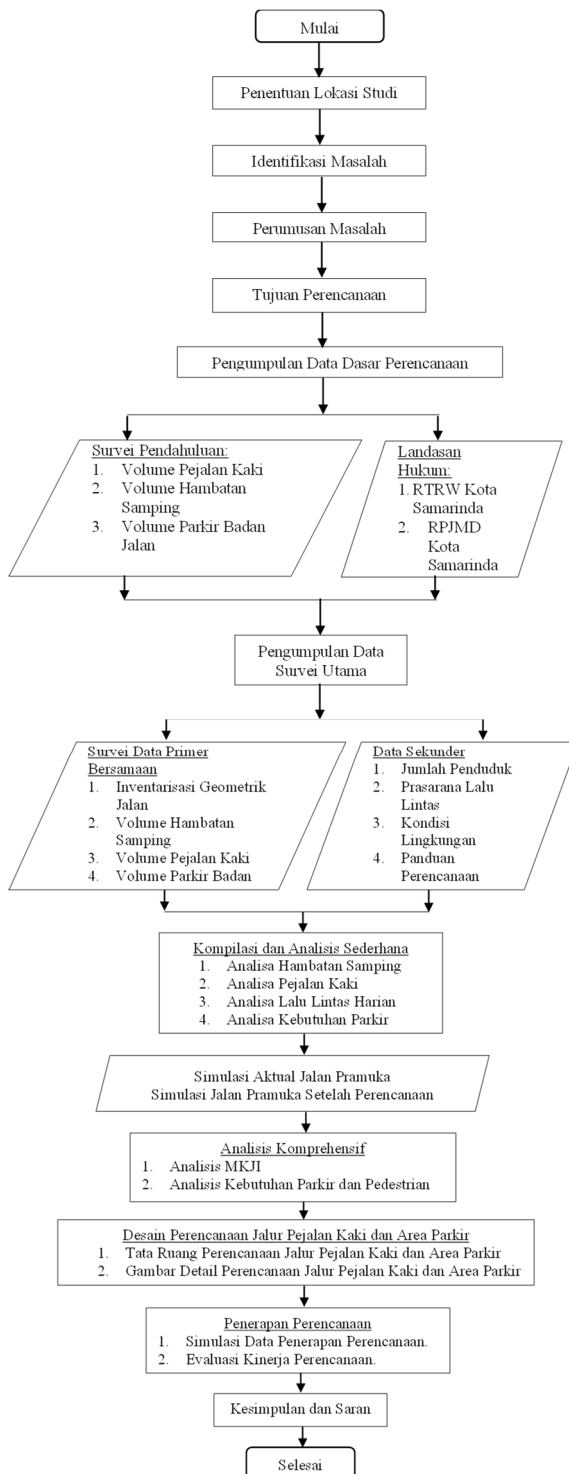 Mulai
Penentuan Lokasi Studi
Identifikasi Masalah
Perumusan Masalah
Tujuan Perencanaan
Pengumpulan Data Dasar Perencanaan
Survei Pendahuluan:
1. Volume Pejalan Kaki
2. Volume Hambatan
Samping
3. Volume Parkir Badan
Jalan
Landasan
Hukum:
1. RTRW Kota
Samarinda
2. RPJMD
Kota
Samarinda
Pengumpulan Data
Survei Utama
Survei Data Primer
Bersamaan
1. Inventarisasi Geometrik
Jalan
2. Volume Hambatan
Samping
3. Volume Pejalan Kaki
4. Volume Parkir Badan
Data Sekunder
1. Jumlah Penduduk
2. Prasarana Lalu
Lintas
3. Kondisi
Lingkungan
4. Panduan
Perencanaan
Kompilasi dan Analisis Sederhana
1. Analisa Hambatan Samping
2. Analisa Pejalan Kaki
3. Analisa Lalu Lintas Harian
4. Analisa Kebutuhan Parkir
Simulasi Aktual Jalan Pramuka
Simulasi Jalan Pramuka Setelah Perencanaan
Analisis Komprehensif
1. Analisis MKJI
2. Analisis Kebutuhan Parkir dan Pedestrian
Desain Perencanaan Jalur Pejalan Kaki dan Area Parkir
1. Tata Ruang Perencanaan Jalur Pejalan Kaki dan Area Parkir
2. Gambar Detail Perencanaan Jalur Pejalan Kaki dan Area Parkir
Penerapan Perencanaan
1. Simulasi Data Penerapan Perencanaan.
2. Evaluasi Kinerja Perencanaan.
Kesimpulan dan Saran
Selesai